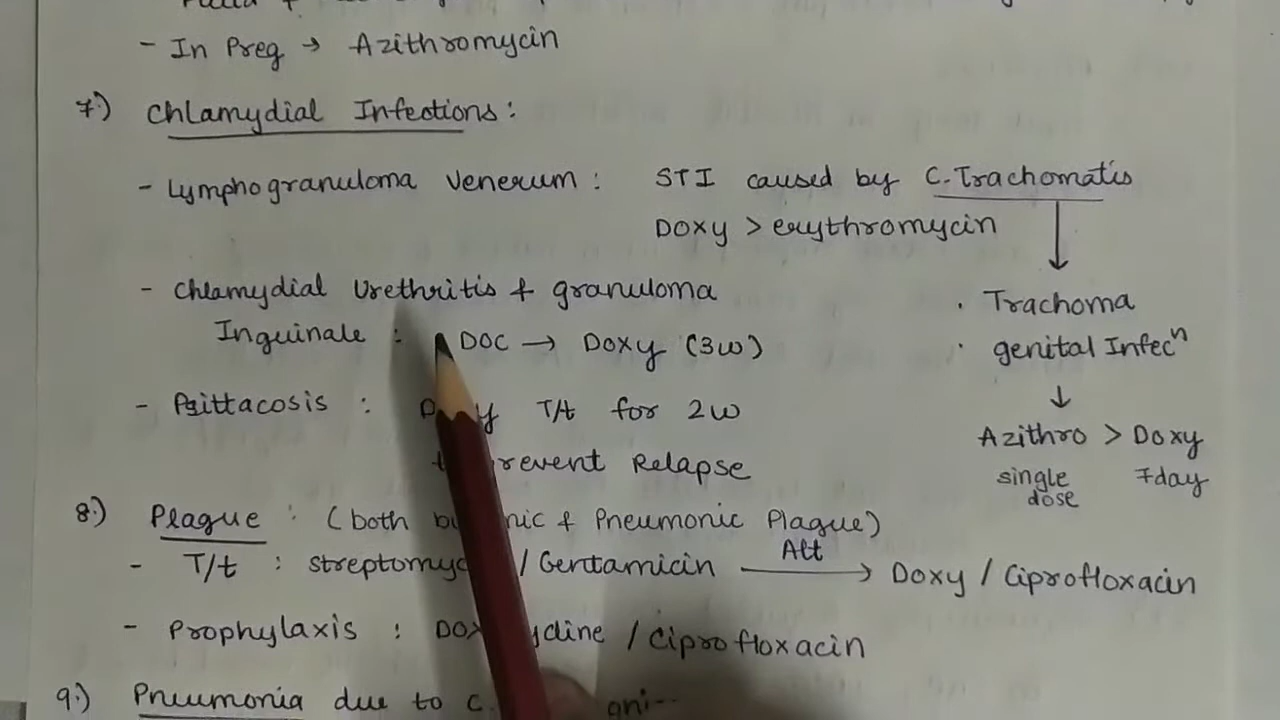 - In Preg → Azithromycin
7.) Chlamydial Infections:
- Lymphogranuloma Venerum : STI caused by C.Trachomatis
Doxy > erythromycin
- Chlamydial Urethritis & granuloma
Inguinale : DOC → Doxy (3w)
. Trachoma
. genital Infecn
- Psittacosis : T/t for 2w
Relapse
Azithro > Doxy
single dose 7day
8.) Plague : (both & Pneumonic Plague)
- T/t : / Gentamicin Alt → Doxy / Ciprofloxacin
- Prophylaxis : / Ciprofloxacin
9.) Pneumonia due to C.